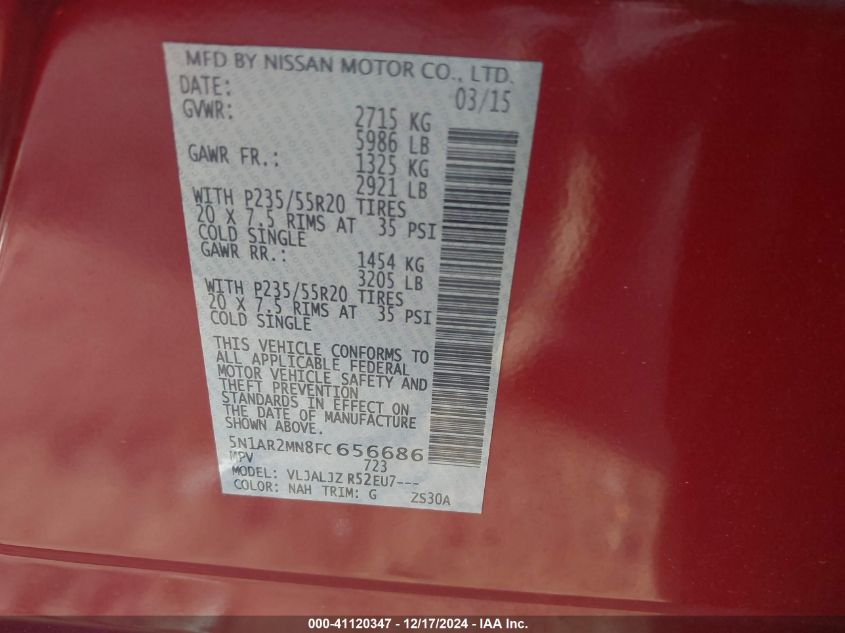 MFD BY NISSAN MOTOR CO., LTD.
DATE: 03/15
GVWR: 2715 KG
5986 LB
GAWR FR.: 1325 KG
2921 LB
WITH P235/55R20 TIRES
20 X 7.5 RIMS AT 35 PSI
COLD SINGLE
GAWR RR.: 1454 KG
3205 LB
WITH P235/55R20 TIRES
20 X 7.5 RIMS AT 35 PSI
COLD SINGLE
THIS VEHICLE CONFORMS TO
ALL APPLICABLE FEDERAL
MOTOR VEHICLE SAFETY AND
THEFT PREVENTION
STANDARDS IN EFFECT ON
THE DATE OF MANUFACTURE
SHOWN ABOVE.
5N1AR2MN8FC 656686
MPV 723
MODEL: VLJALJZ R52EU7---
COLOR: NAH TRIM: G ZS30A
000-41120347 - 12/17/2024 - IAA Inc.